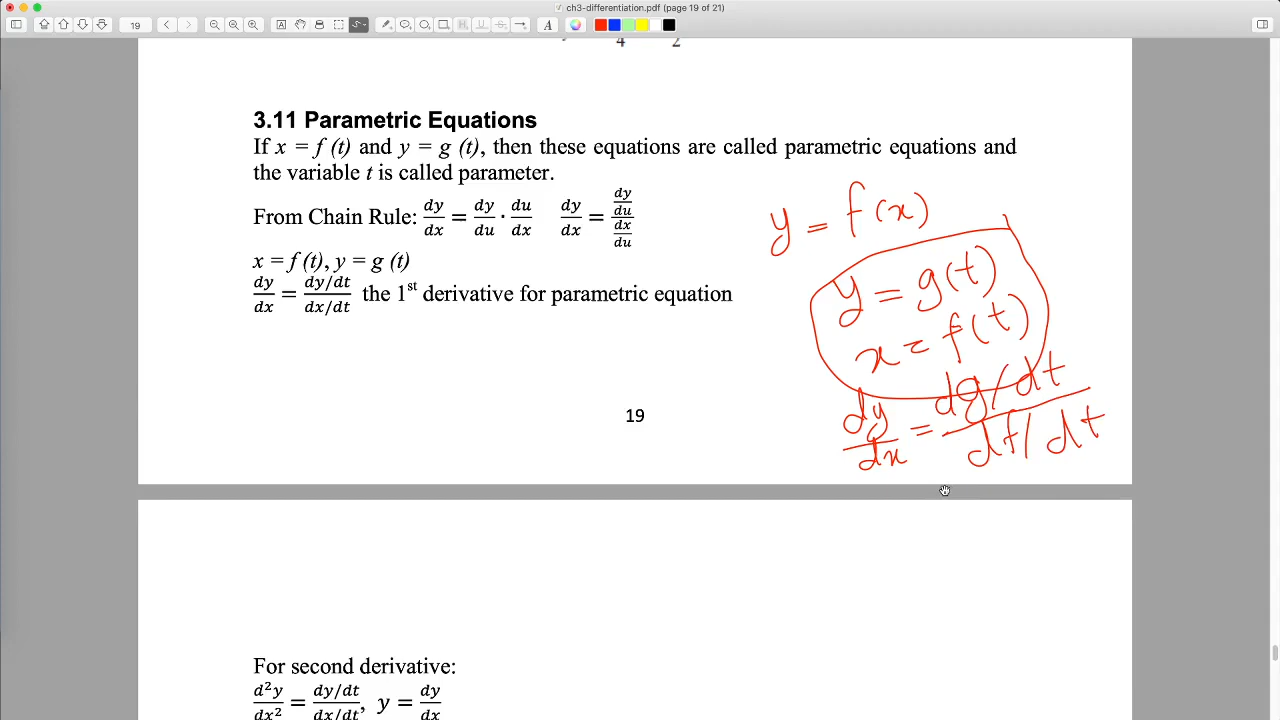 ch3-differentiation.pdf (page 19 of 21)
19
4 2
3.11 Parametric Equations
If x = f (t) and y = g (t), then these equations are called parametric equations and
the variable t is called parameter.
From Chain Rule: dy/dx = dy/du · du/dx dy/dx = (dy/du)/(dx/du)
x = f (t), y = g (t)
dy/dx = (dy/dt)/(dx/dt) the 1st derivative for parametric equation
y = f(x)
y = g(t)
x = f(t)
dy/dx = (dg/dt)/(df/dt)
19
For second derivative:
d²y/dx² = (dy/dt)/(dx/dt), y = dy/dx